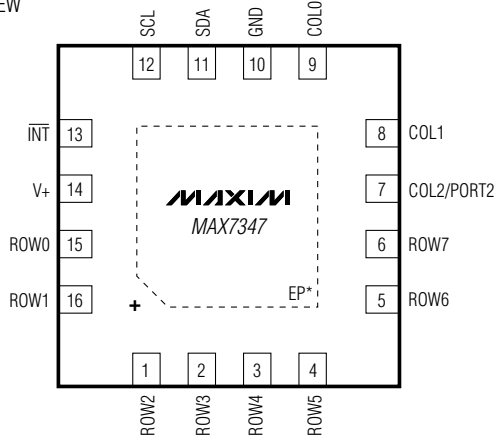 EW
SCL
SDA
GND
COL0
12
11
10
9
INT 13
8 COL1
V+ 14
7 COL2/PORT2
MAXIM
MAX7347
ROW0 15
6 ROW7
ROW1 16
+
EP*
5 ROW6
1
2
3
4
ROW2
ROW3
ROW4
ROW5